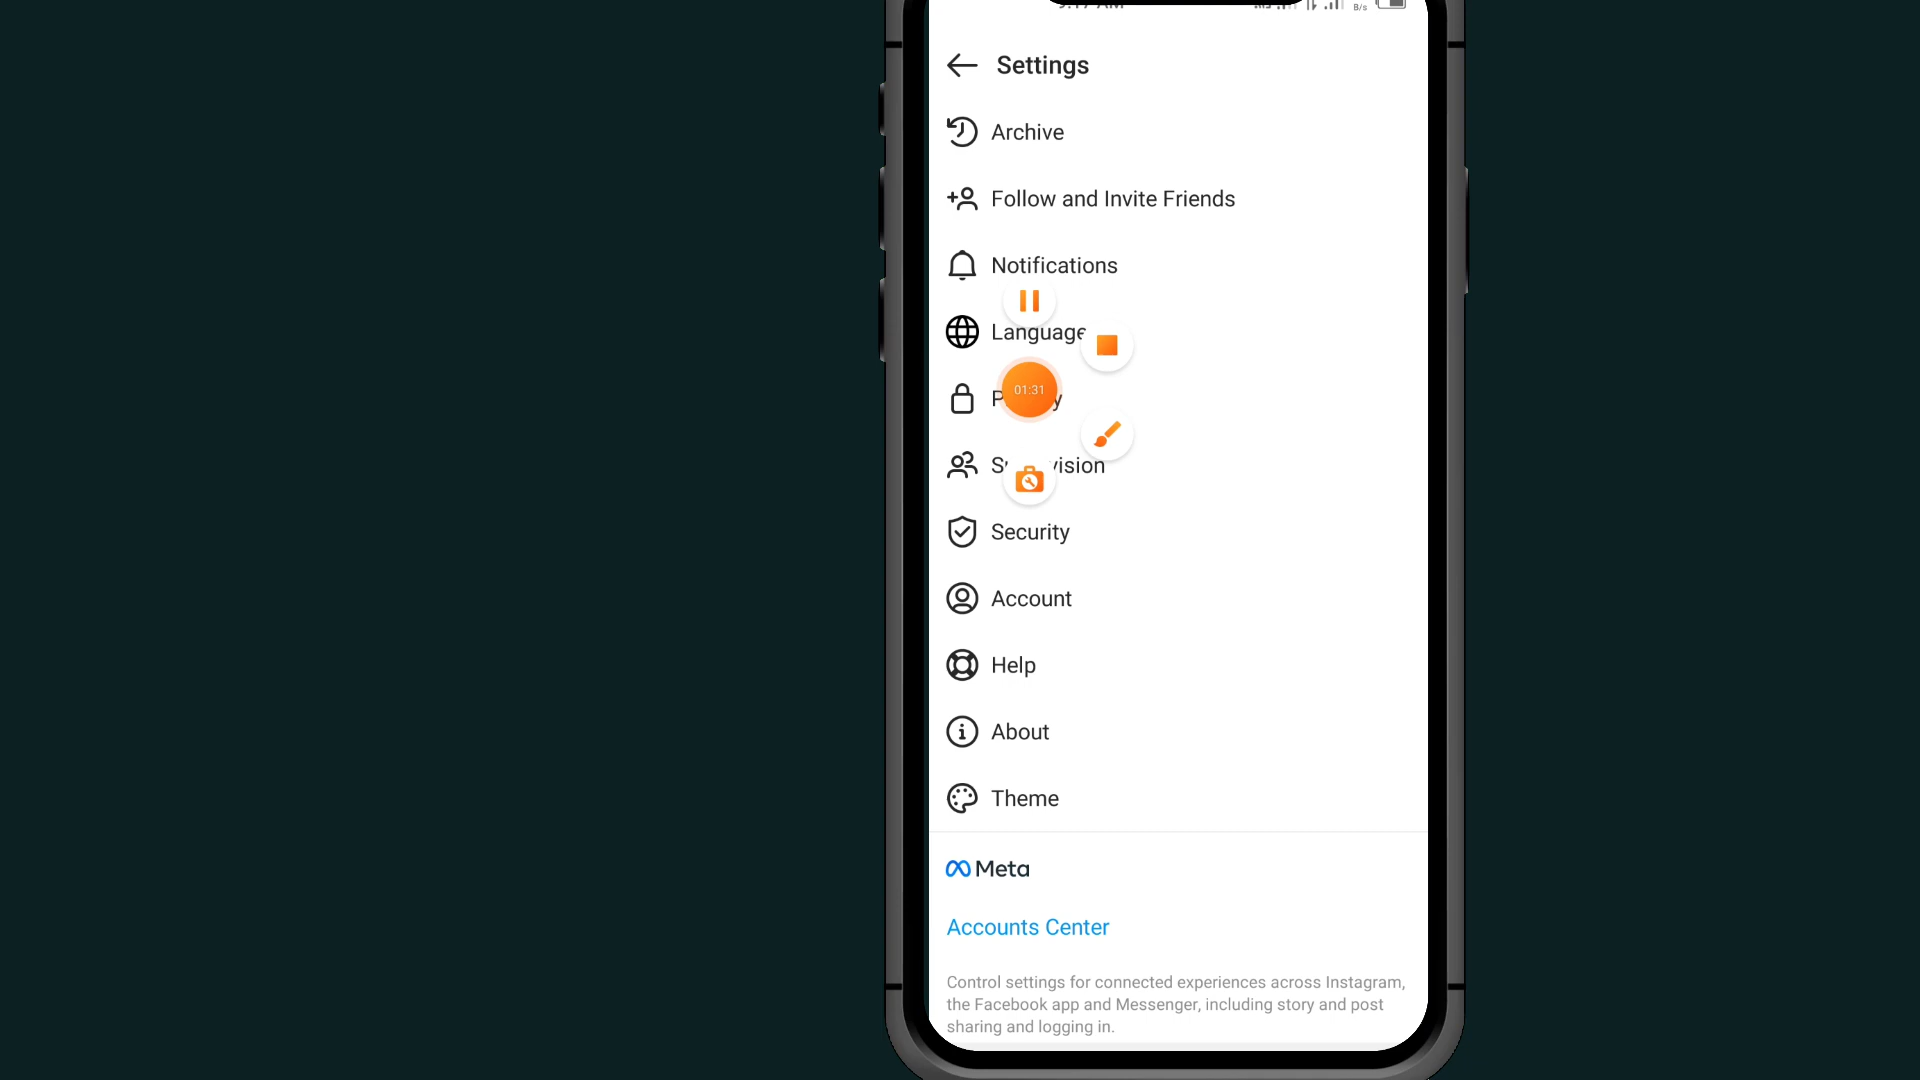 Settings
Archive
Follow and Invite Friends
Notifications
Language
01:31
Security
Account
Help
About
Theme
Meta
Accounts Center
Control settings for connected experiences across Instagram,
the Facebook app and Messenger, including story and post
sharing and logging in.
B/s